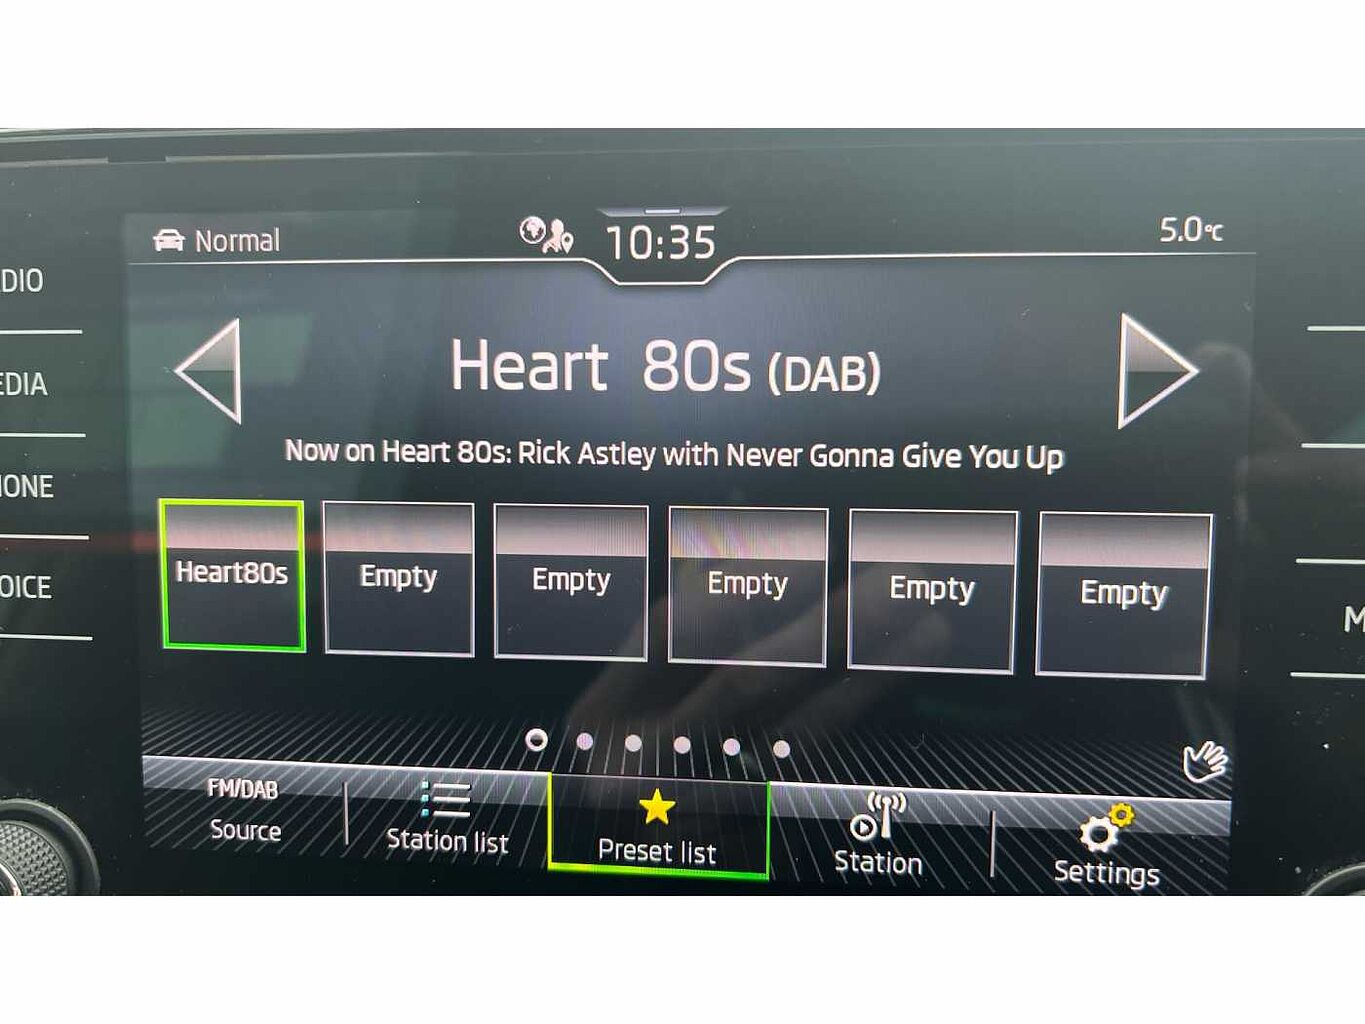 Normal
10:35
5.0°C
DIO
EDIA
IONE
OICE
M
Heart 80s (DAB)
Now on Heart 80s: Rick Astley with Never Gonna Give You Up
Heart80s
Empty
Empty
Empty
Empty
Empty
FM/DAB
Source
Station list
Preset list
Station
Settings